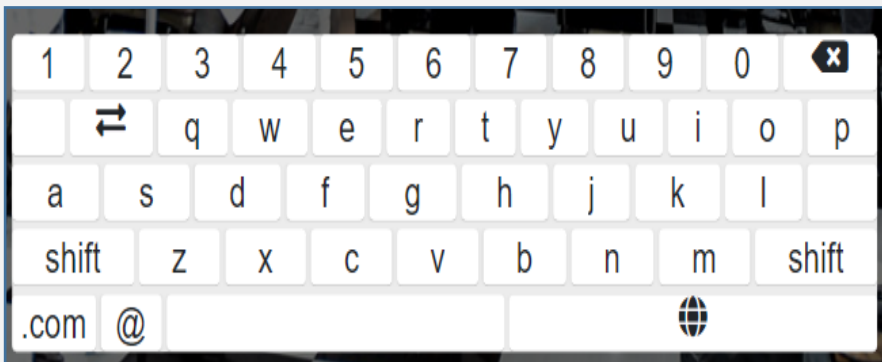 1 2 3 4 5 6 7 8 9 0
q w e r t y u i o p
a s d f g h j k l
shift z x c v b n m shift
.com @